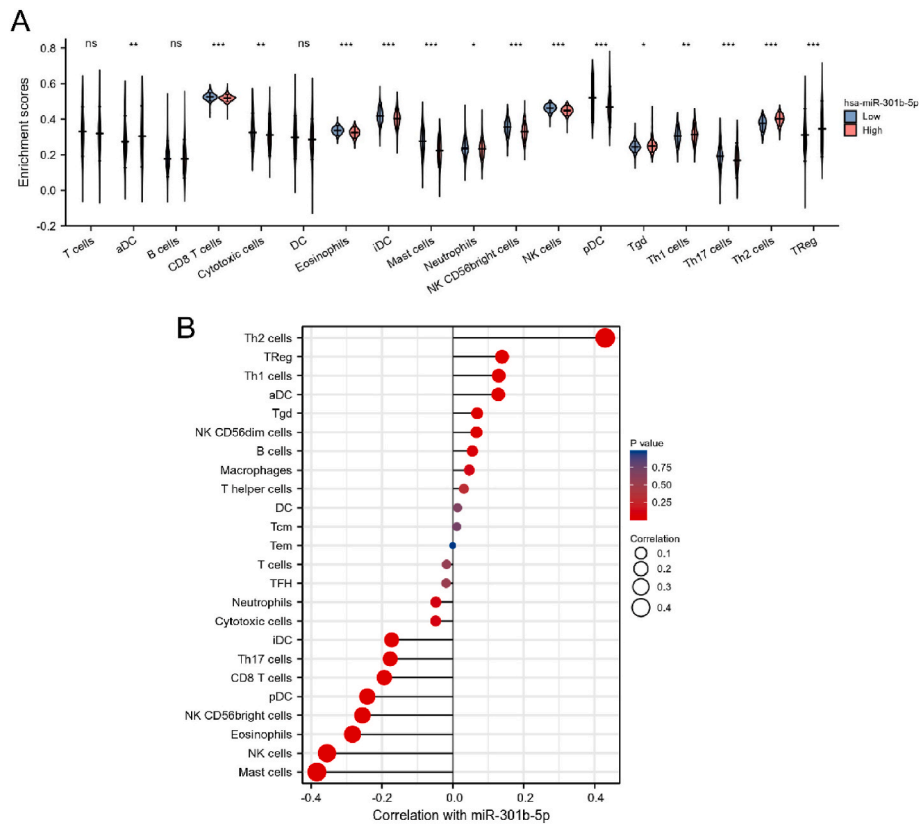 A
ns ** ns *** ** ns *** *** *** * *** *** *** * ** *** *** ***
0.8
0.6
0.4
0.2
0.0
-0.2
Enrichment scores
hsa-miR-301b-5p
Low
High
T cells
aDC
B cells
CD8 T cells
Cytotoxic cells
DC
Eosinophils
iDC
Mast cells
Neutrophils
NK CD56bright cells
NK cells
pDC
Tgd
Th1 cells
Th17 cells
Th2 cells
TReg
B
Th2 cells
TReg
Th1 cells
aDC
Tgd
NK CD56dim cells
B cells
Macrophages
T helper cells
DC
Tcm
Tem
T cells
TFH
Neutrophils
Cytotoxic cells
iDC
Th17 cells
CD8 T cells
pDC
NK CD56bright cells
Eosinophils
NK cells
Mast cells
-0.4 -0.2 0.0 0.2 0.4
Correlation with miR-301b-5p
P value
0.75
0.50
0.25
Correlation
0.1
0.2
0.3
0.4